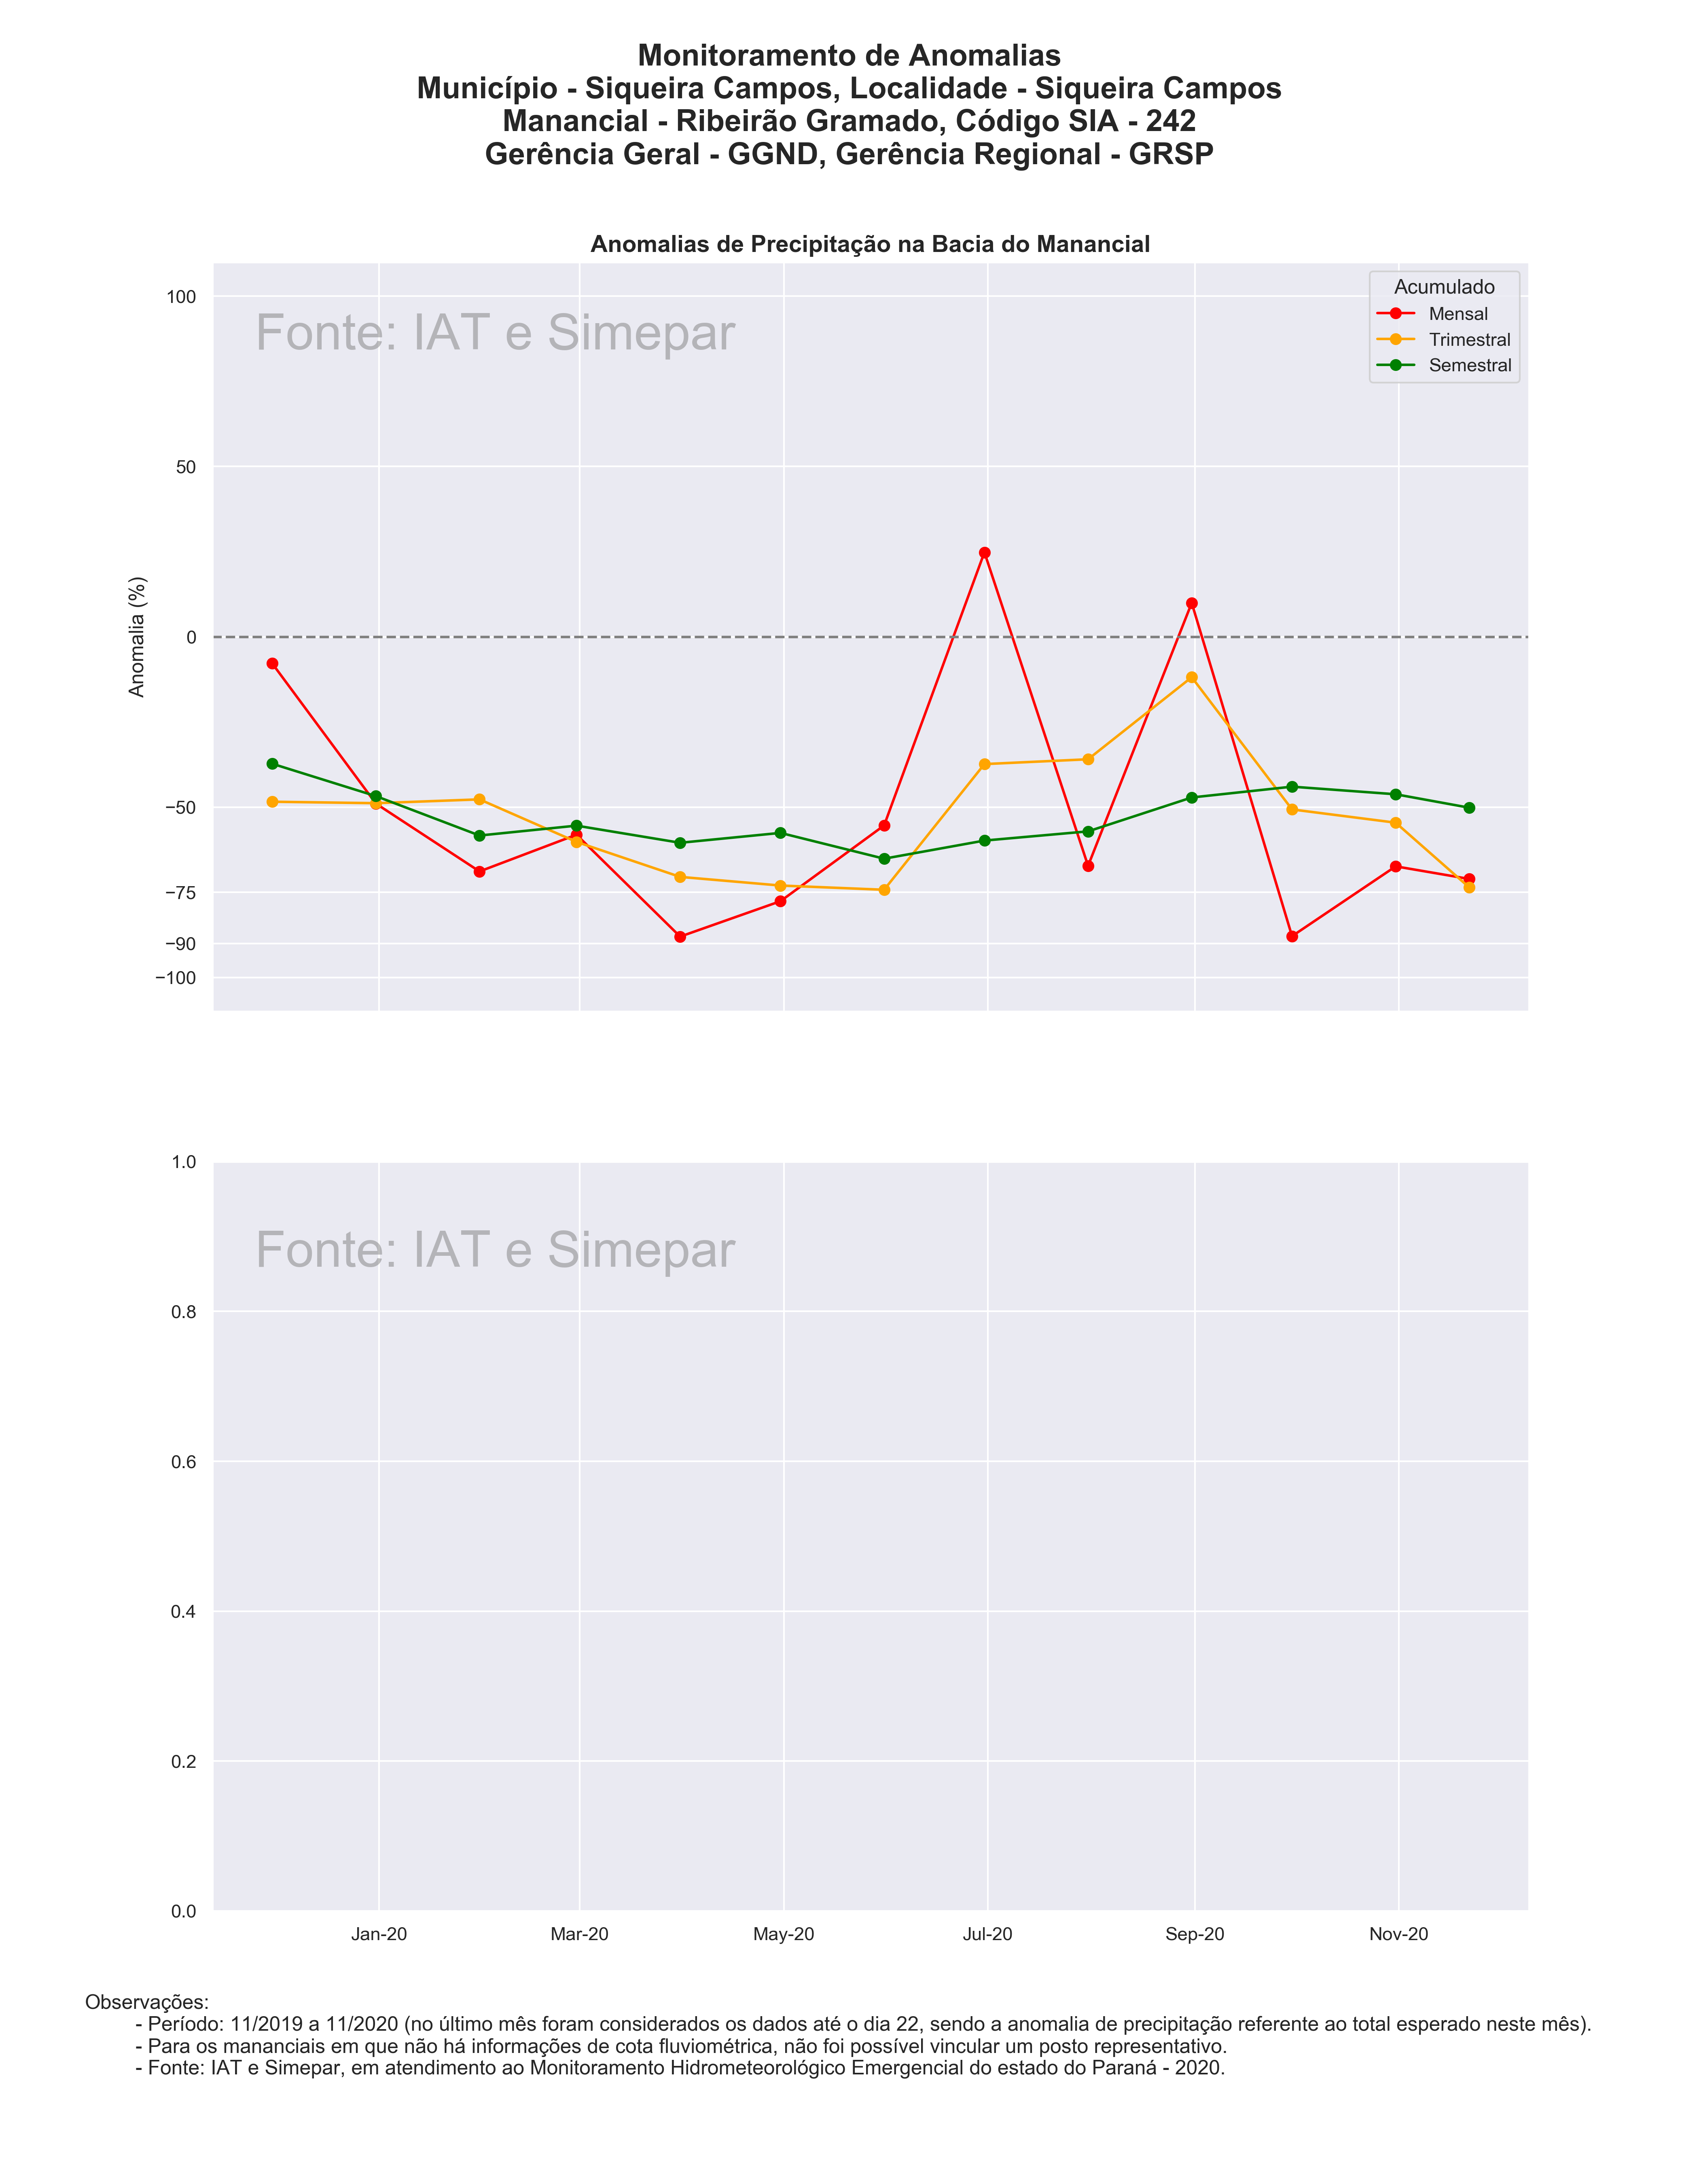 Monitoramento de Anomalias
Município - Siqueira Campos, Localidade - Siqueira Campos
Manancial - Ribeirão Gramado, Código SIA - 242
Gerência Geral - GGND, Gerência Regional - GRSP
Anomalias de Precipitação na Bacia do Manancial
Fonte: IAT e Simepar
Acumulado
Mensal
Trimestral
Semestral
Anomalia (%)
100
50
0
−50
−75
−90
−100
Fonte: IAT e Simepar
1.0
0.8
0.6
0.4
0.2
0.0
Jan-20 Mar-20 May-20 Jul-20 Sep-20 Nov-20
Observações:
- Período: 11/2019 a 11/2020 (no último mês foram considerados os dados até o dia 22, sendo a anomalia de precipitação referente ao total esperado neste mês).
- Para os mananciais em que não há informações de cota fluviométrica, não foi possível vincular um posto representativo.
- Fonte: IAT e Simepar, em atendimento ao Monitoramento Hidrometeorológico Emergencial do estado do Paraná - 2020.